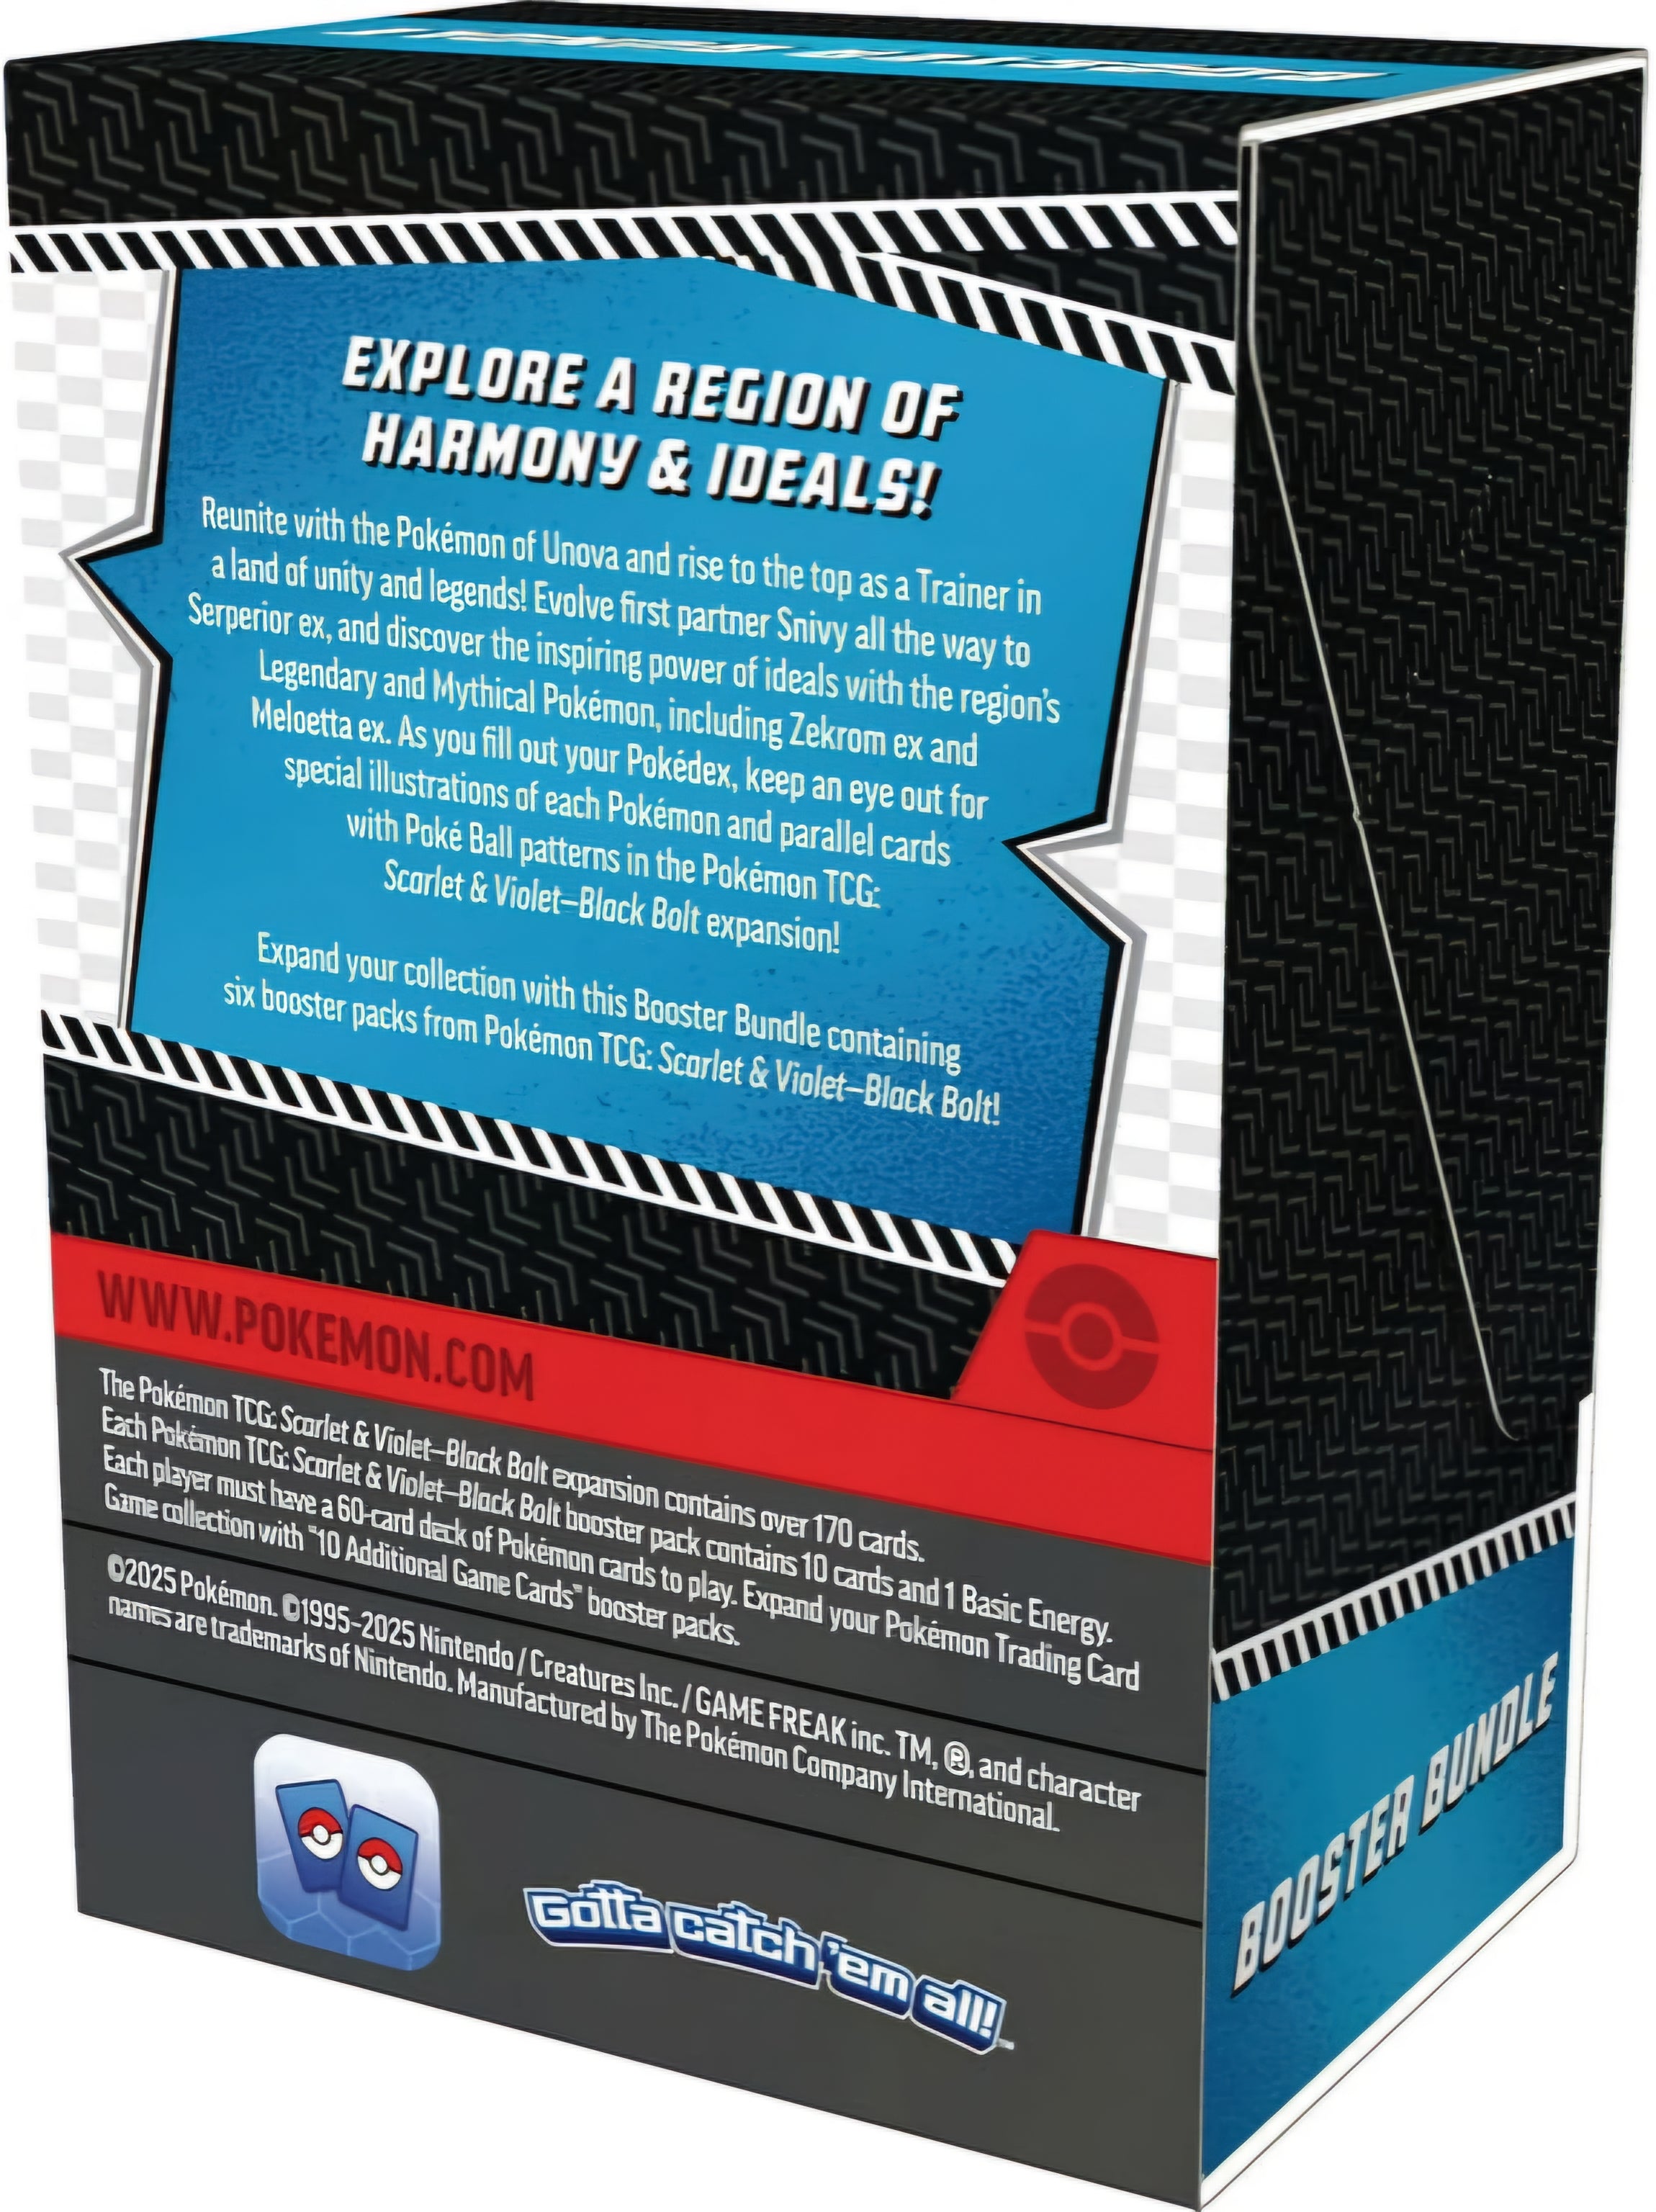 EXPLORE A REGION OF
HARMONY & IDEALS!
Reunite with the Pokémon of Unova and rise to the top as a Trainer in
a land of unity and legends! Evolve first partner Snivy all the way to
Serperior ex, and discover the inspiring power of ideals with the region's
Legendary and Mythical Pokémon, including Zekrom ex and
Meloetta ex. As you fill out your Pokédex, keep an eye out for
special illustrations of each Pokémon and parallel cards
with Poké Ball patterns in the Pokémon TCG:
Scarlet & Violet–Black Bolt expansion!
Expand your collection with this Booster Bundle containing
six booster packs from Pokémon TCG: Scarlet & Violet–Black Bolt!
WWW.POKEMON.COM
The Pokémon TCG: Scarlet & Violet–Black Bolt expansion contains over 170 cards.
Each Pokémon TCG: Scarlet & Violet–Black Bolt booster pack contains 10 cards and 1 Basic Energy.
Each player must have a 60-card deck of Pokémon cards to play. Expand your Pokémon Trading Card
Game collection with "10 Additional Game Cards" booster packs.
©2025 Pokémon. ©1995–2025 Nintendo / Creatures Inc. / GAME FREAK inc. TM, ®, and character
names are trademarks of Nintendo. Manufactured by The Pokémon Company International.
Gotta catch 'em all!™
BOOSTER BUNDLE